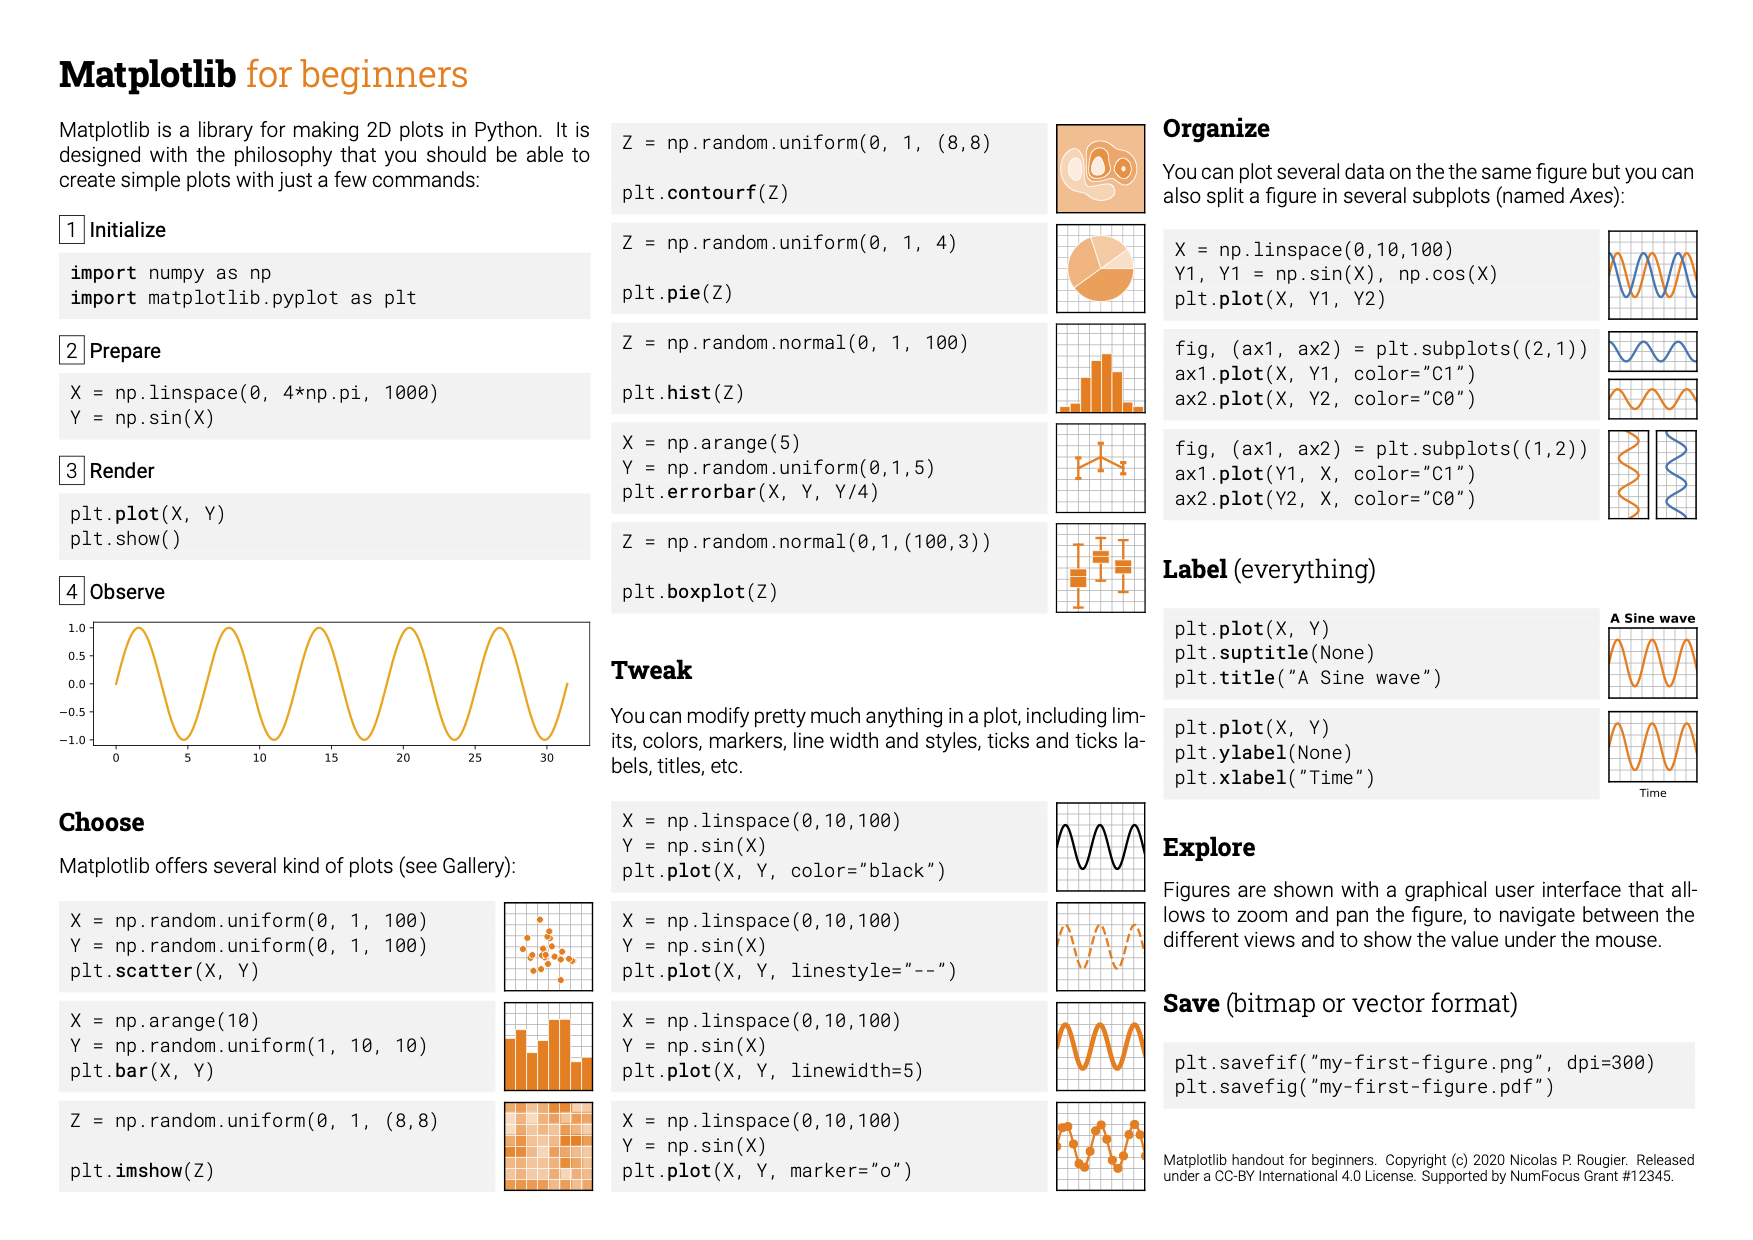 Matplotlib for beginners
Matplotlib is a library for making 2D plots in Python. It is
designed with the philosophy that you should be able to
create simple plots with just a few commands:
1 Initialize
import numpy as np
import matplotlib.pyplot as plt
2 Prepare
X = np.linspace(0, 4*np.pi, 1000)
Y = np.sin(X)
3 Render
plt.plot(X, Y)
plt.show()
4 Observe
1.0
0.5
0.0
−0.5
−1.0
0 5 10 15 20 25 30
Choose
Matplotlib offers several kind of plots (see Gallery):
X = np.random.uniform(0, 1, 100)
Y = np.random.uniform(0, 1, 100)
plt.scatter(X, Y)
X = np.arange(10)
Y = np.random.uniform(1, 10, 10)
plt.bar(X, Y)
Z = np.random.uniform(0, 1, (8,8)
plt.imshow(Z)
Z = np.random.uniform(0, 1, (8,8)
plt.contourf(Z)
Z = np.random.uniform(0, 1, 4)
plt.pie(Z)
Z = np.random.normal(0, 1, 100)
plt.hist(Z)
X = np.arange(5)
Y = np.random.uniform(0,1,5)
plt.errorbar(X, Y, Y/4)
Z = np.random.normal(0,1,(100,3))
plt.boxplot(Z)
Tweak
You can modify pretty much anything in a plot, including lim-
its, colors, markers, line width and styles, ticks and ticks la-
bels, titles, etc.
X = np.linspace(0,10,100)
Y = np.sin(X)
plt.plot(X, Y, color=”black”)
X = np.linspace(0,10,100)
Y = np.sin(X)
plt.plot(X, Y, linestyle=”--”)
X = np.linspace(0,10,100)
Y = np.sin(X)
plt.plot(X, Y, linewidth=5)
X = np.linspace(0,10,100)
Y = np.sin(X)
plt.plot(X, Y, marker=”o”)
Organize
You can plot several data on the the same figure but you can
also split a figure in several subplots (named Axes):
X = np.linspace(0,10,100)
Y1, Y1 = np.sin(X), np.cos(X)
plt.plot(X, Y1, Y2)
fig, (ax1, ax2) = plt.subplots((2,1))
ax1.plot(X, Y1, color=”C1”)
ax2.plot(X, Y2, color=”C0”)
fig, (ax1, ax2) = plt.subplots((1,2))
ax1.plot(Y1, X, color=”C1”)
ax2.plot(Y2, X, color=”C0”)
Label (everything)
plt.plot(X, Y)
plt.suptitle(None)
plt.title(”A Sine wave”)
A Sine wave
plt.plot(X, Y)
plt.ylabel(None)
plt.xlabel(”Time”)
Time
Explore
Figures are shown with a graphical user interface that al-
lows to zoom and pan the figure, to navigate between the
different views and to show the value under the mouse.
Save (bitmap or vector format)
plt.savefif(”my-first-figure.png”, dpi=300)
plt.savefig(”my-first-figure.pdf”)
Matplotlib handout for beginners. Copyright (c) 2020 Nicolas P. Rougier. Released
under a CC-BY International 4.0 License. Supported by NumFocus Grant #12345.